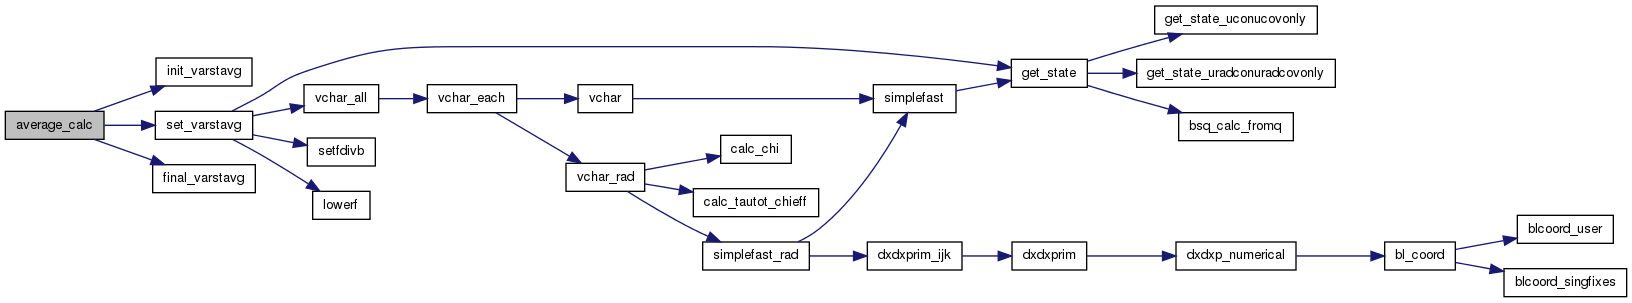 average_calc
init_varstavg
set_varstavg
final_varstavg
vchar_all
setfdivb
lowerf
vchar_each
vchar
vchar_rad
calc_chi
calc_tautot_chieff
simplefast_rad
simplefast
dxdxprim_ijk
get_state
dxdxprim
get_state_uconucovonly
get_state_uradconuradcovonly
bsq_calc_fromq
dxdxp_numerical
bl_coord
blcoord_user
blcoord_singfixes